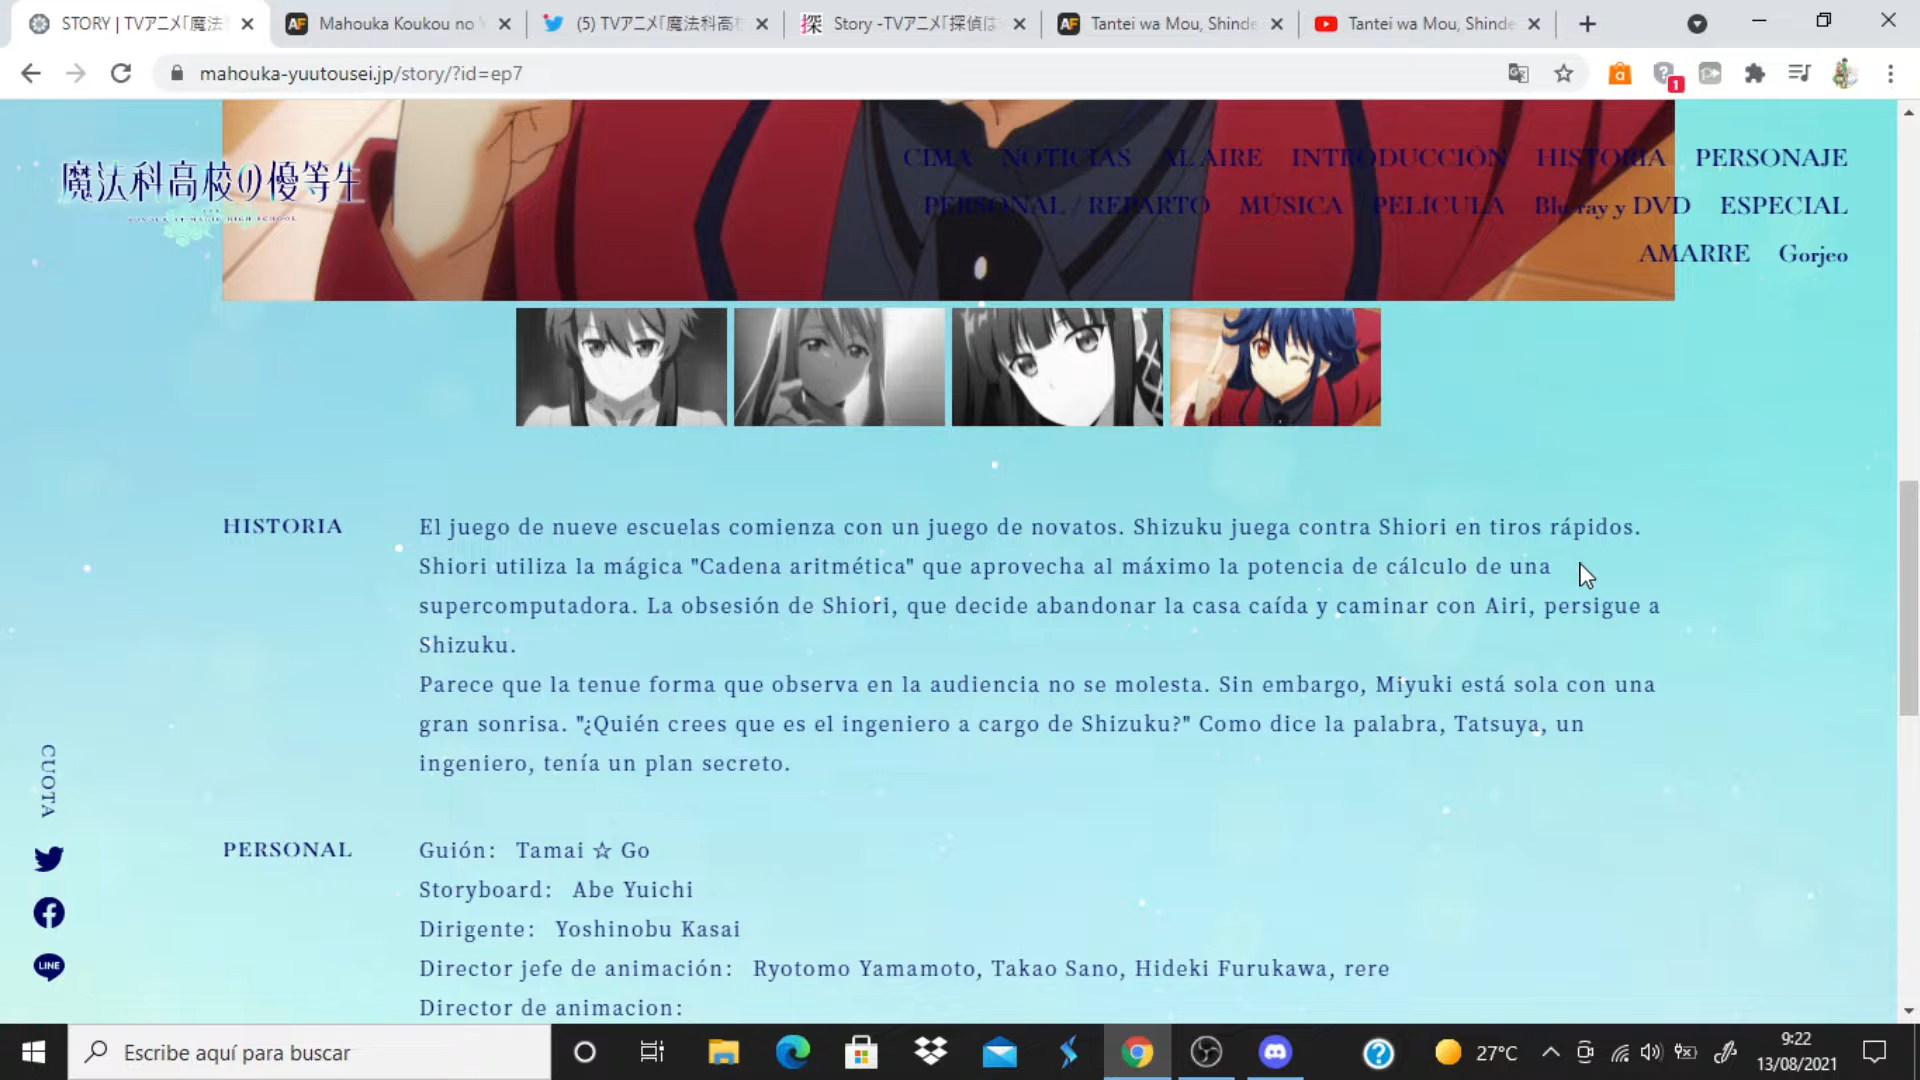 STORY | TVアニメ「魔法
Mahouka Koukou no
(5) TVアニメ「魔法科高校
Story -TVアニメ「探偵は
Tantei wa Mou, Shinde
Tantei wa Mou, Shinde
mahouka-yuutousei.jp/story/?id=ep7
1
魔法科高校の優等生
CIMA NOTICIAS AL AIRE INTRODUCCIÓN HISTORIA PERSONAJE
PERSONAL / REPARTO MÚSICA PELÍCULA Blu-ray y DVD ESPECIAL
AMARRE Gorjeo
HISTORIA
El juego de nueve escuelas comienza con un juego de novatos. Shizuku juega contra Shiori en tiros rápidos.
Shiori utiliza la mágica "Cadena aritmética" que aprovecha al máximo la potencia de cálculo de una
supercomputadora. La obsesión de Shiori, que decide abandonar la casa caída y caminar con Airi, persigue a
Shizuku.
Parece que la tenue forma que observa en la audiencia no se molesta. Sin embargo, Miyuki está sola con una
gran sonrisa. "¿Quién crees que es el ingeniero a cargo de Shizuku?" Como dice la palabra, Tatsuya, un
ingeniero, tenía un plan secreto.
CUOTA
LINE
PERSONAL
Guión: Tamai ☆ Go
Storyboard: Abe Yuichi
Dirigente: Yoshinobu Kasai
Director jefe de animación: Ryotomo Yamamoto, Takao Sano, Hideki Furukawa, rere
Director de animacion:
Escribe aquí para buscar
27°C
9:22
13/08/2021